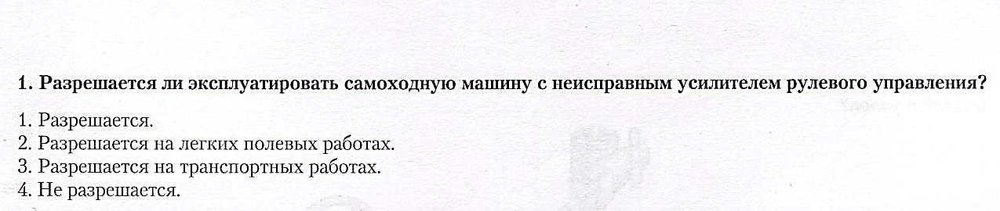 1. Разрешается ли эксплуатировать самоходную машину с неисправным усилителем рулевого управления?
1. Разрешается.
2. Разрешается на легких полевых работах.
3. Разрешается на транспортных работах.
4. Не разрешается.